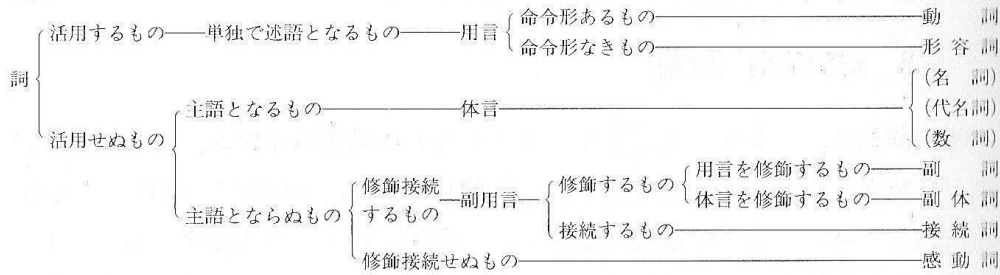 命令形あるもの 動詞
活用するもの 単独で述語となるもの 用言
命令形なきもの 形容詞
詞
(名詞)
主語となるもの 体言 (代名詞)
活用せぬもの (数詞)
用言を修飾するもの 副詞
修飾接続 修飾するもの
するもの 副用言 体言を修飾するもの 副体詞
主語とならぬもの
接続するもの 接続詞
修飾接続せぬもの 感動詞